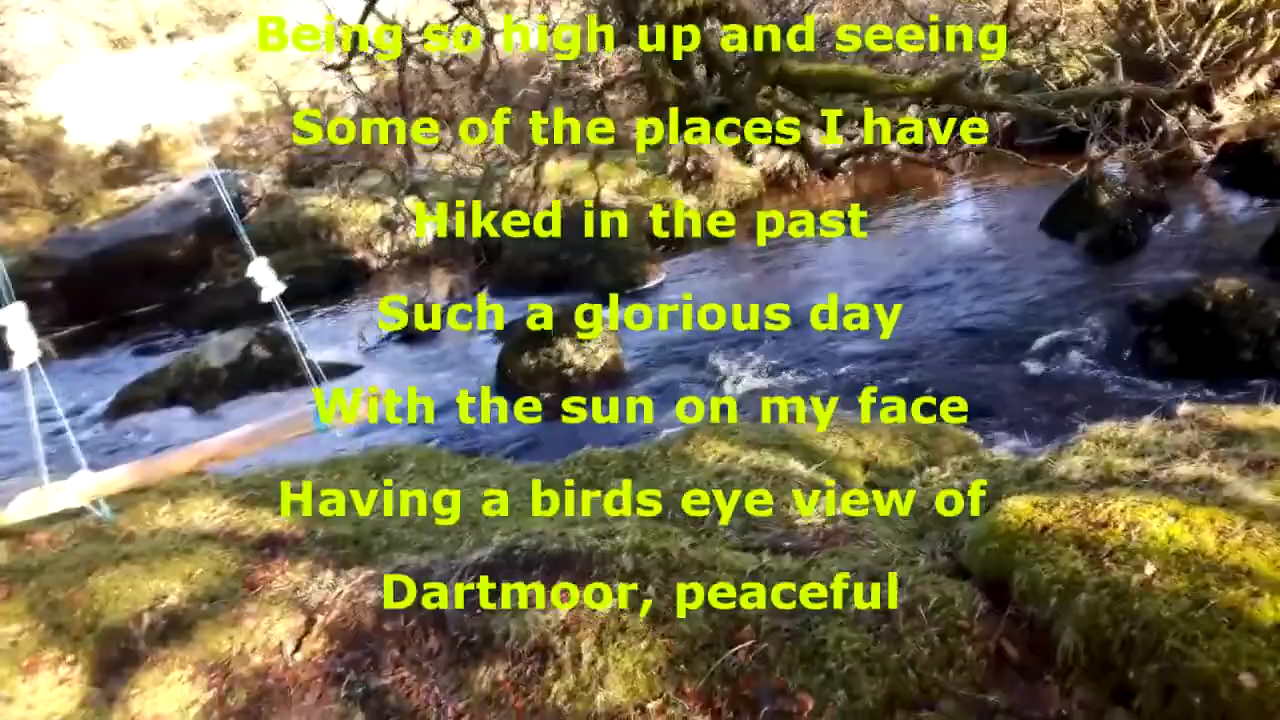 Being so high up and seeing
Some of the places I have
Hiked in the past
Such a glorious day
With the sun on my face
Having a birds eye view of
Dartmoor, peaceful